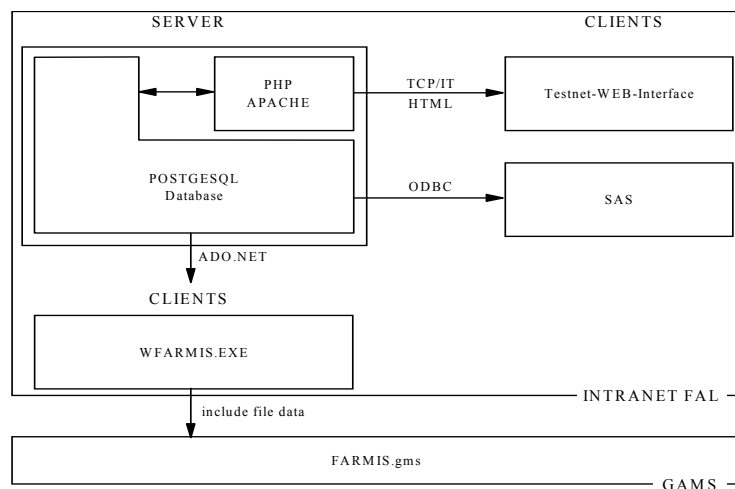 SERVER
CLIENTS
PHP
APACHE
TCP/IT
HTML
Testnet-WEB-Interface
POSTGESQL
Database
ODBC
SAS
ADO.NET
CLIENTS
WFARMIS.EXE
INTRANET FAL
include file data
FARMIS.gms
GAMS